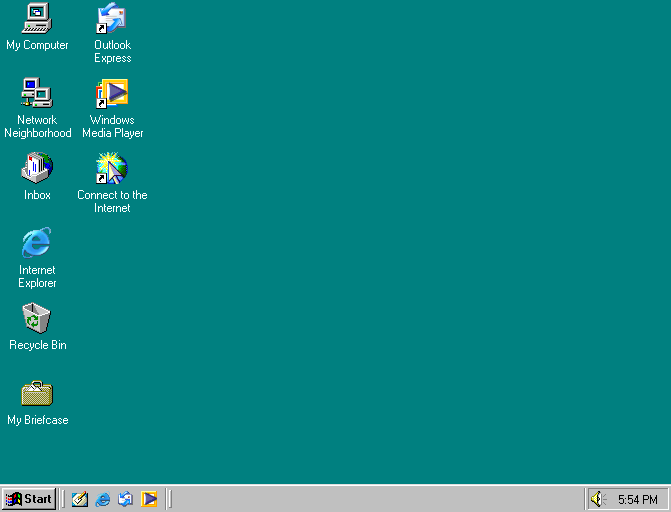 My Computer
Outlook
Express
Network
Neighborhood
Windows
Media Player
Inbox
Connect to the
Internet
Internet
Explorer
Recycle Bin
My Briefcase
Start
5:54 PM